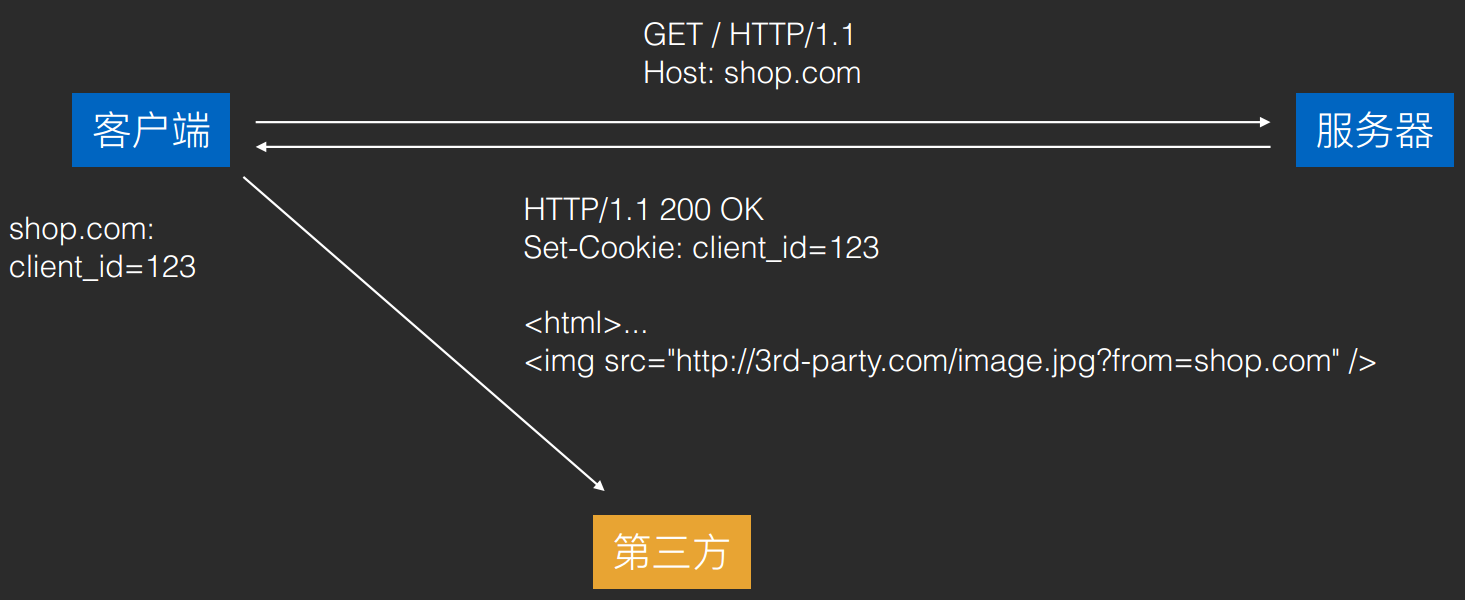 GET / HTTP/1.1
Host: shop.com
客户端
服务器
shop.com:
client_id=123
HTTP/1.1 200 OK
Set-Cookie: client_id=123
<html>...
<img src="http://3rd-party.com/image.jpg?from=shop.com" />
第三方